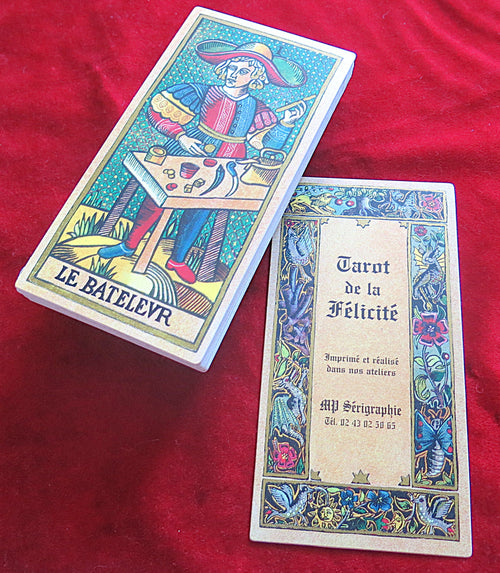 LE BATELEVR
Tarot
de la
Félicité
Imprimé et réalisé
dans nos ateliers
MP Sérigraphie
Tél. 02 43 02 50 65